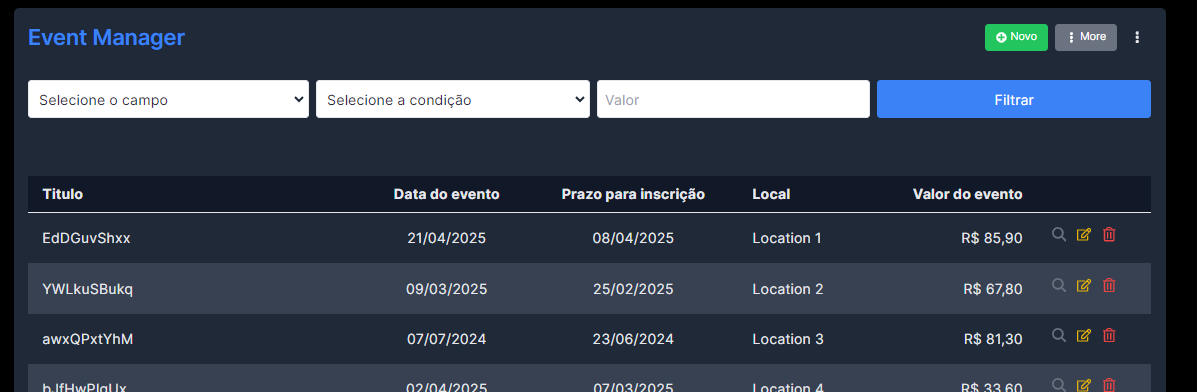 Event Manager Novo More
Selecione o campo Selecione a condição Valor Filtrar
Titulo Data do evento Prazo para inscrição Local Valor do evento
EdDGuvShxx 21/04/2025 08/04/2025 Location 1 R$ 85,90
YWLkuSBukq 09/03/2025 25/02/2025 Location 2 R$ 67,80
awxQPxtYhM 07/07/2024 23/06/2024 Location 3 R$ 81,30
02/04/2025 07/03/2025 Location 4 R$ 33,60